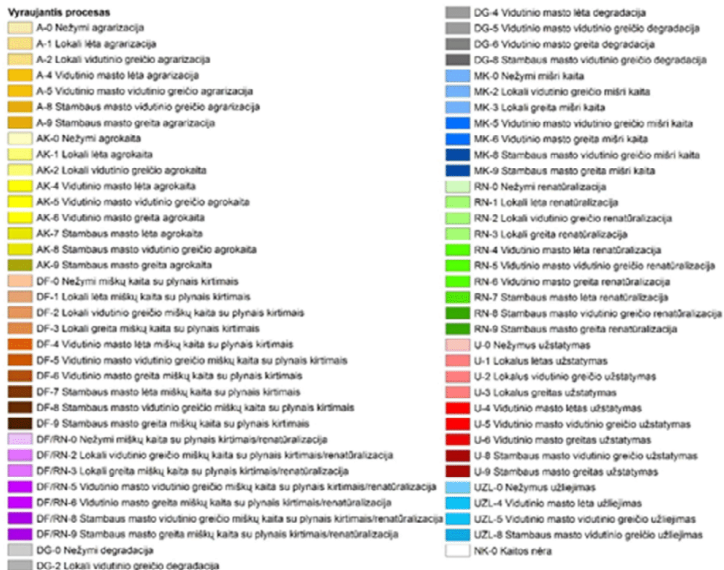 Vyraujantis procesas
A-0 Nežymi agrarizacija
A-1 Lokali lėta agrarizacija
A-2 Lokali vidutinio greičio agrarizacija
A-4 Vidutinio masto lėta agrarizacija
A-5 Vidutinio masto vidutinio greičio agrarizacija
A-8 Stambaus masto vidutinio greičio agrarizacija
A-9 Stambaus masto greita agrarizacija
AK-0 Nežymi agrokaita
AK-1 Lokali lėta agrokaita
AK-2 Lokali vidutinio greičio agrokaita
AK-4 Vidutinio masto lėta agrokaita
AK-5 Vidutinio masto vidutinio greičio agrokaita
AK-6 Vidutinio masto greita agrokaita
AK-7 Stambaus masto lėta agrokaita
AK-8 Stambaus masto vidutinio greičio agrokaita
AK-9 Stambaus masto greita agrokaita
DF-0 Nežymi miškų kaita su plynais kirtimais
DF-1 Lokali lėta miškų kaita su plynais kirtimais
DF-2 Lokali vidutinio greičio miškų kaita su plynais kirtimais
DF-3 Lokali greita miškų kaita su plynais kirtimais
DF-4 Vidutinio masto lėta miškų kaita su plynais kirtimais
DF-5 Vidutinio masto vidutinio greičio miškų kaita su plynais kirtimais
DF-6 Vidutinio masto greita miškų kaita su plynais kirtimais
DF-7 Stambaus masto lėta miškų kaita su plynais kirtimais
DF-8 Stambaus masto vidutinio greičio miškų kaita su plynais kirtimais
DF-9 Stambaus masto greita miškų kaita su plynais kirtimais
DF/RN-0 Nežymi miškų kaita su plynais kirtimais/renatūralizacija
DF/RN-2 Lokali vidutinio greičio miškų kaita su plynais kirtimais/renatūralizacija
DF/RN-3 Lokali greita miškų kaita su plynais kirtimais/renatūralizacija
DF/RN-5 Vidutinio masto vidutinio greičio miškų kaita su plynais kirtimais/renatūralizacija
DF/RN-6 Vidutinio masto greita miškų kaita su plynais kirtimais/renatūralizacija
DF/RN-8 Stambaus masto vidutinio greičio miškų kaita su plynais kirtimais/renatūralizacija
DF/RN-9 Stambaus masto greita miškų kaita su plynais kirtimais/renatūralizacija
DG-0 Nežymi degradacija
DG-2 Lokali vidutinio greičio degradacija
DG-4 Vidutinio masto lėta degradacija
DG-5 Vidutinio masto vidutinio greičio degradacija
DG-6 Vidutinio masto greita degradacija
DG-8 Stambaus masto vidutinio greičio degradacija
MK-0 Nežymi mišri kaita
MK-2 Lokali vidutinio greičio mišri kaita
MK-3 Lokali greita mišri kaita
MK-5 Vidutinio masto vidutinio greičio mišri kaita
MK-6 Vidutinio masto greita mišri kaita
MK-8 Stambaus masto vidutinio greičio mišri kaita
MK-9 Stambaus masto greita mišri kaita
RN-0 Nežymi renatūralizacija
RN-1 Lokali lėta renatūralizacija
RN-2 Lokali vidutinio greičio renatūralizacija
RN-3 Lokali greita renatūralizacija
RN-4 Vidutinio masto lėta renatūralizacija
RN-5 Vidutinio masto vidutinio greičio renatūralizacija
RN-6 Vidutinio masto greita renatūralizacija
RN-7 Stambaus masto lėta renatūralizacija
RN-8 Stambaus masto vidutinio greičio renatūralizacija
RN-9 Stambaus masto greita renatūralizacija
U-0 Nežymus užstatymas
U-1 Lokalus lėtas užstatymas
U-2 Lokalus vidutinio greičio užstatymas
U-3 Lokalus greitas užstatymas
U-4 Vidutinio masto lėtas užstatymas
U-5 Vidutinio masto vidutinio greičio užstatymas
U-6 Vidutinio masto greitas užstatymas
U-8 Stambaus masto vidutinio greičio užstatymas
U-9 Stambaus masto greitas užstatymas
UŽL-0 Nežymus užliejimas
UŽL-4 Vidutinio masto lėta užliejimas
UŽL-5 Vidutinio masto vidutinio greičio užliejimas
UŽL-8 Stambaus masto vidutinio greičio užliejimas
NK-0 Kaitos nėra